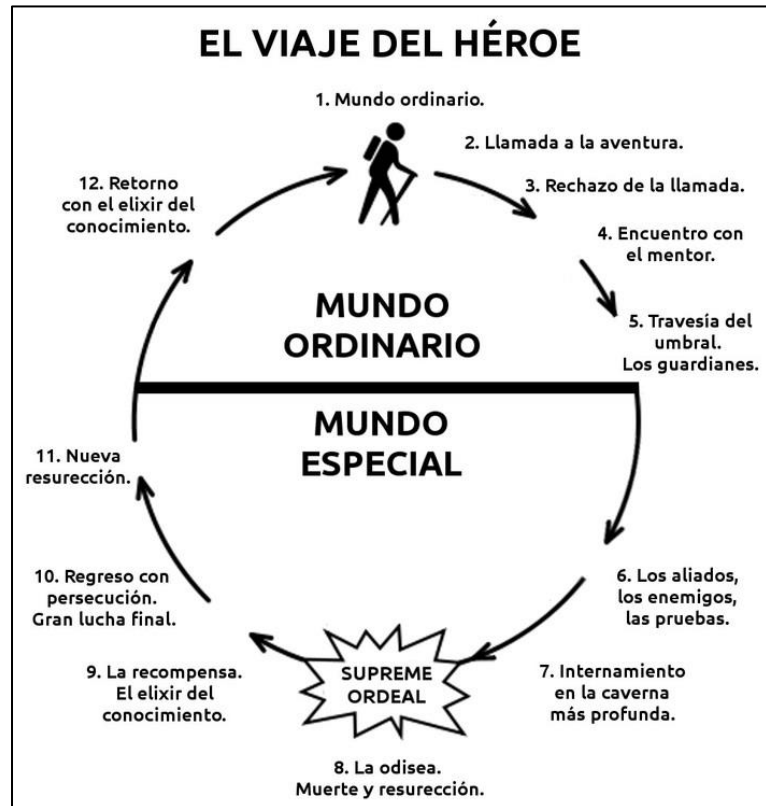 EL VIAJE DEL HÉROE
1. Mundo ordinario.
2. Llamada a la aventura.
3. Rechazo de la llamada.
4. Encuentro con
el mentor.
5. Travesía del
umbral.
Los guardianes.
MUNDO
ORDINARIO
MUNDO
ESPECIAL
6. Los aliados,
los enemigos,
las pruebas.
7. Internamiento
en la caverna
más profunda.
SUPREME
ORDEAL
8. La odisea.
Muerte y resurección.
9. La recompensa.
El elixir del
conocimiento.
10. Regreso con
persecución.
Gran lucha final.
11. Nueva
resurección.
12. Retorno
con el elixir del
conocimiento.